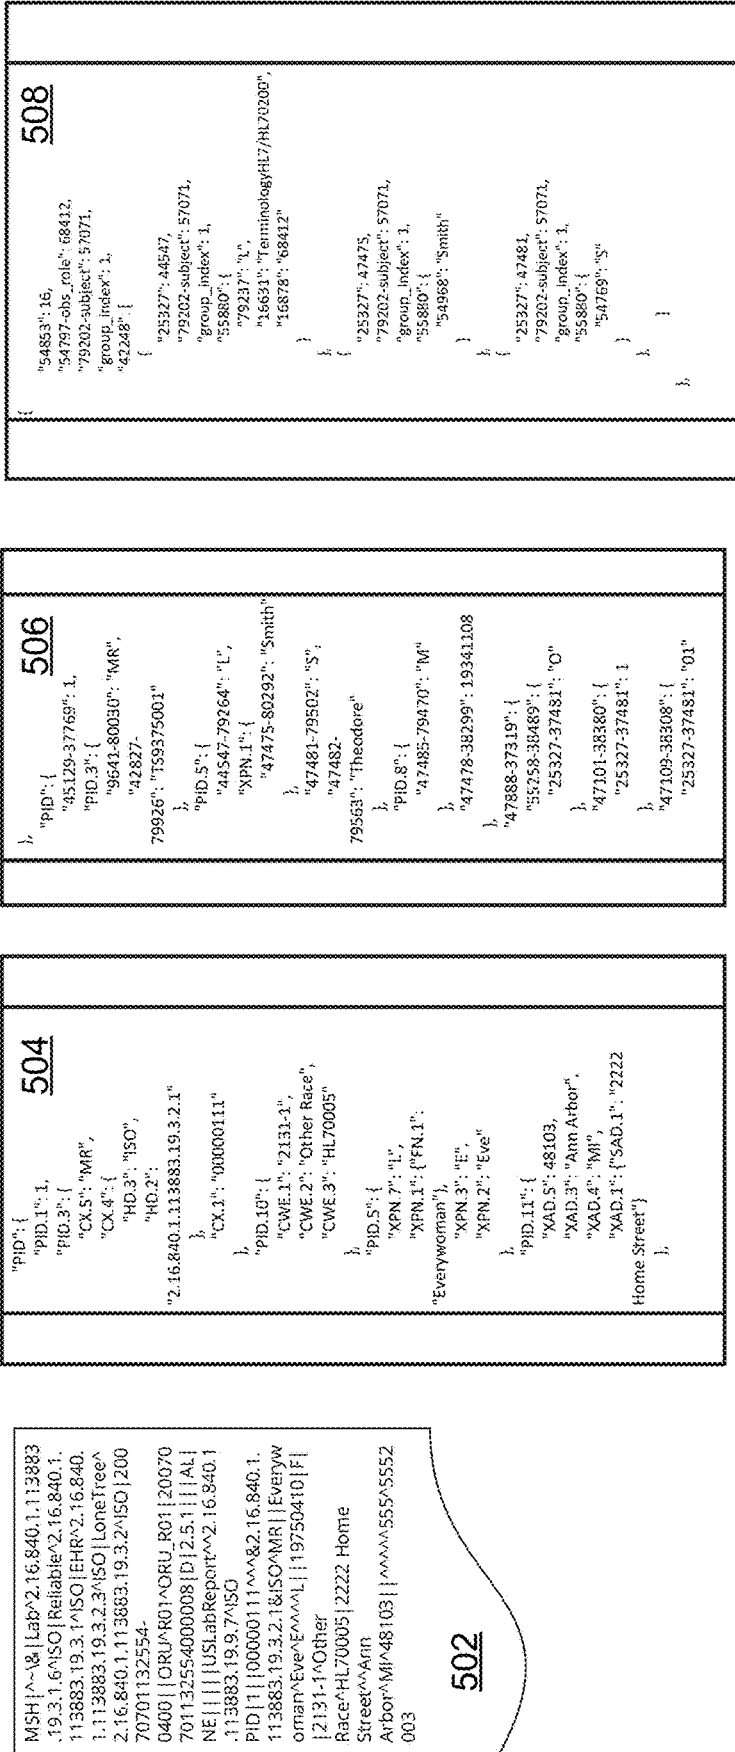 502
MSH|^~\&|Lab^2.16.840.1.113883
.19.3.1.6^ISO|Reliable^2.16.840.1.
113883.19.3.1^ISO|EHR^2.16.840.
1.113883.19.3.2.3^ISO|LoneTree^
2.16.840.1.113883.19.3.2^ISO|200
70701132554-
0400||ORU^R01^ORU_R01|20070
701132554000008|D|2.5.1||||AL|
NE||||||USLabReport^^2.16.840.1
.113883.19.9.7^ISO
PID|1||00000111^^^&2.16.840.1.
113883.19.3.2.1&ISO^MR||Everyw
oman^Eve^E^^^^L||19750410|F|
|2131-1^Other
Race^HL70005|2222 Home
Street^^Ann
Arbor^MI^48103||^^^^^555^5552
003
504
"PID": {
"PID.1": 1,
"PID.3": {
"CX.5": "MR",
"CX.4": {
"HD.3": "ISO",
"HD.2":
"2.16.840.1.113883.19.3.2.1"
},
"CX.1": "00000111"
},
"PID.10": {
"CWE.1": "2131-1",
"CWE.2": "Other Race",
"CWE.3": "HL70005"
},
"PID.5": {
"XPN.7": "L",
"XPN.1": {"FN.1":
"Everywoman"},
"XPN.3": "E",
"XPN.2": "Eve"
},
"PID.11": {
"XAD.5": 48103,
"XAD.3": "Ann Arbor",
"XAD.4": "MI",
"XAD.1": {"SAD.1": "2222
Home Street"}
},
506
},
"PID": {
"45129-37769": 1,
"PID.3": {
"9641-80030": "MR",
"42827-
79926": "TS9375001"
},
"PID.5": {
"44547-79264": "L",
"XPN.1": {
"47475-80292": "Smith"
},
"47481-79502": "S",
"47482-
79563": "Theodore"
},
"PID.8": {
"47485-79470": "M"
},
"47478-38299": 19341108
},
"47888-37319": {
"55258-38489": {
"25327-37481": "O"
},
"47101-38380": {
"25327-37481": 1
},
"47109-38308": {
"25327-37481": "01"
508
{
"54853": 16,
"54797-obs_role": 68412,
"79202-subject": 57071,
"group_index": 1,
"42248": [
{
"25327": 44547,
"79202-subject": 57071,
"group_index": 1,
"55880": {
"79237": "L",
"16631": "TerminologyHL7/HL70200",
"16878": "68412"
}
},
{
"25327": 47475,
"79202-subject": 57071,
"group_index": 1,
"55880": {
"54968": "Smith"
}
},
{
"25327": 47481,
"79202-subject": 57071,
"group_index": 1,
"55880": {
"54769": "S"
}
},
]
},